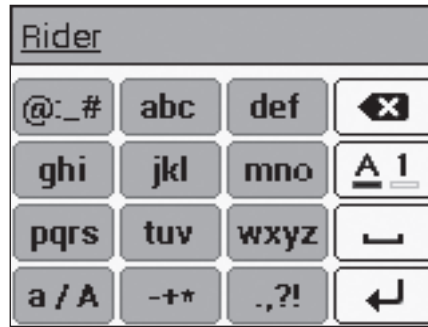 Rider
@:_# abc def
ghi jkl mno A 1
pqrs tuv wxyz
a / A -+* .,?!